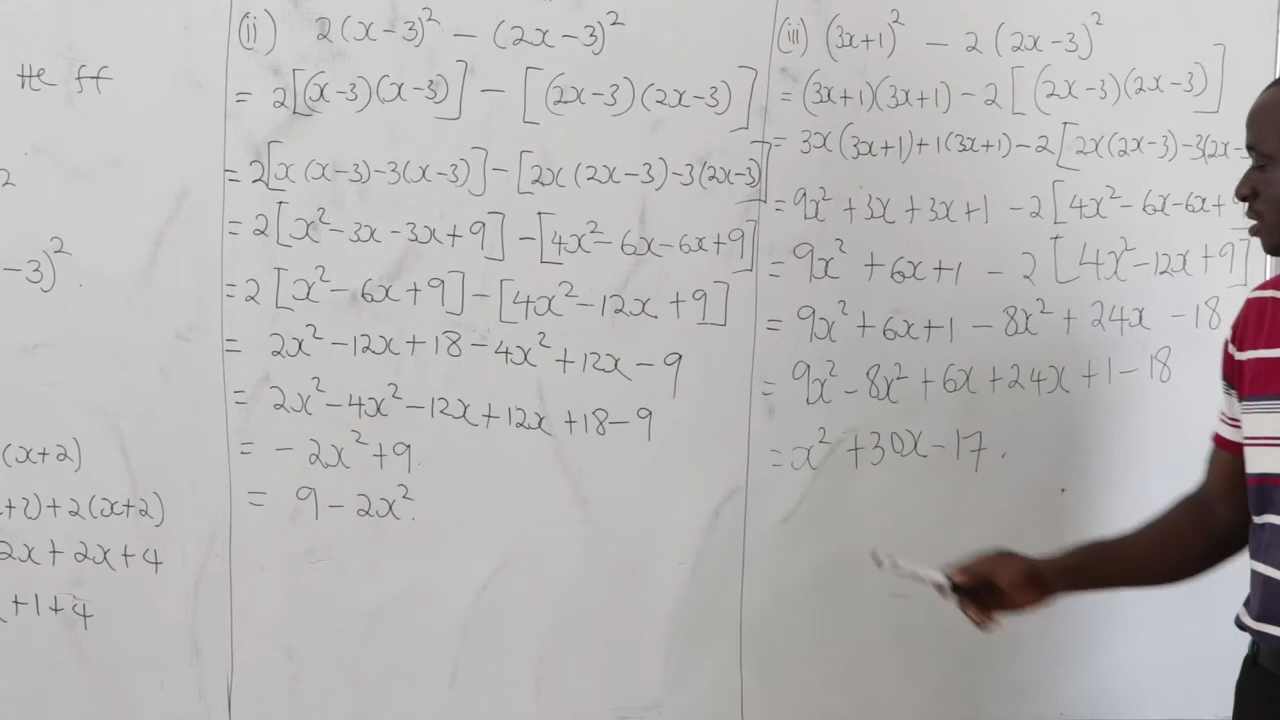 He ff
2
-3)².
(x+2)
+2)+2(x+2)
2x+2x+4
+1+4
(ii) 2(x-3)² - (2x-3)²
= 2[(x-3)(x-3)] - [(2x-3)(2x-3)]
= 2[x(x-3)-3(x-3)] - [2x(2x-3)-3(2x-3)]
= 2[x²-3x-3x+9] - [4x²-6x-6x+9]
= 2[x²-6x+9] - [4x²-12x+9]
= 2x²-12x+18-4x²+12x-9
= 2x²-4x²-12x+12x+18-9
= -2x²+9.
= 9-2x².
(iii) (3x+1)² - 2(2x-3)²
= (3x+1)(3x+1) - 2[(2x-3)(2x-3)]
= 3x(3x+1)+1(3x+1)-2[2x(2x-3)-3(2x-3
= 9x²+3x+3x+1 -2[4x²-6x-6x+9
= 9x²+6x+1 - 2[4x²-12x+9]
= 9x²+6x+1-8x²+24x-18
= 9x²-8x²+6x+24x+1-18
= x²+30x-17.